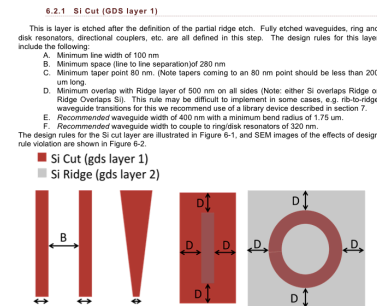 6.2.1 Si Cut (GDS layer 1)
This is layer is etched after the definition of the partial ridge etch. Fully etched waveguides, ring and
disk resonators, directional couplers, etc. are all defined in this step. The design rules for this layer
include the following:
A. Minimum line width of 100 nm
B. Minimum space (line to line separation)of 280 nm
C. Minimum taper point 80 nm. (Note tapers coming to an 80 nm point should be less than 200
um long.
D. Minimum overlap with Ridge layer of 500 nm on all sides (Note: either Si overlaps Ridge or
Ridge Overlaps Si). This rule may be difficult to implement in some cases, e.g. rib-to-ridge
waveguide transitions for this we recommend use of a library device described in section 7.
E. Recommended waveguide width of 400 nm with a minimum bend radius of 1.75 um.
F. Recommended waveguide width to couple to ring/disk resonators of 320 nm.
The design rules for the Si cut layer are illustrated in Figure 6-1, and SEM images of the effects of design
rule violation are shown in Figure 6-2.
Si Cut (gds layer 1)
Si Ridge (gds layer 2)
D D
B D D D D
D D